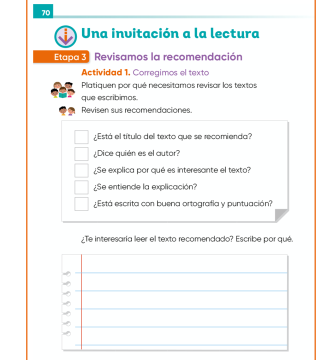 70
Una invitación a la lectura
Etapa 3 Revisamos la recomendación
Actividad 1. Corregimos el texto
Platiquen por qué necesitamos revisar los textos
que escribimos.
Revisen sus recomendaciones.
¿Está el título del texto que se recomienda?
¿Dice quién es el autor?
¿Se explica por qué es interesante el texto?
¿Se entiende la explicación?
¿Está escrita con buena ortografía y puntuación?
¿Te interesaría leer el texto recomendado? Escribe por qué.